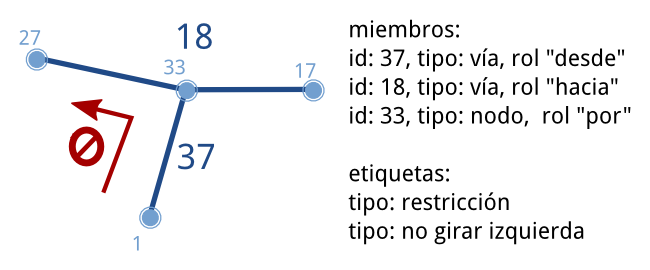 27
18
33
17
37
1
miembros:
id: 37, tipo: vía, rol "desde"
id: 18, tipo: vía, rol "hacia"
id: 33, tipo: nodo, rol "por"
etiquetas:
tipo: restricción
tipo: no girar izquierda